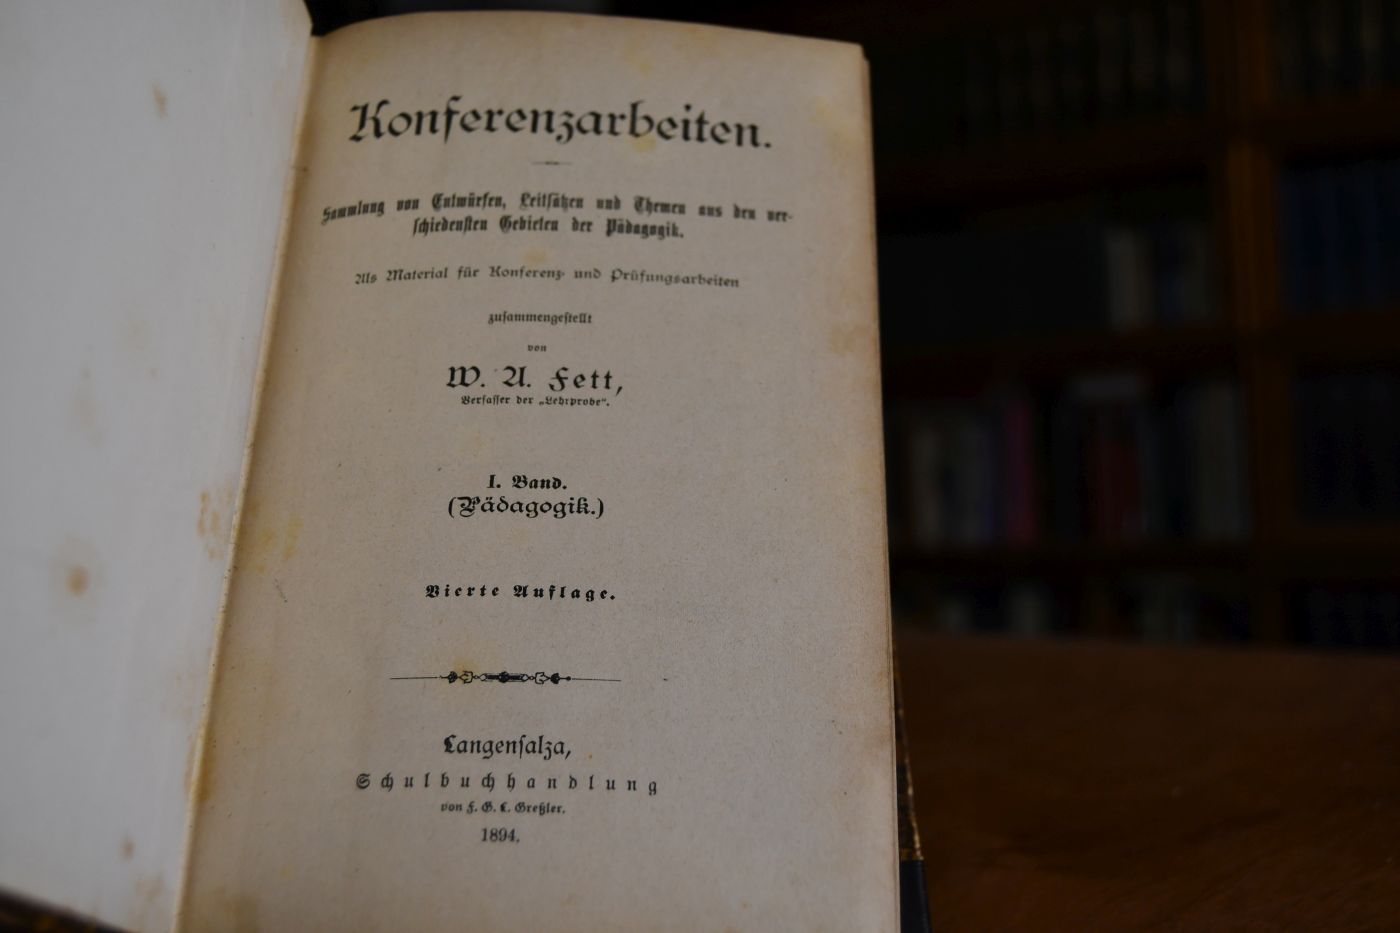 Konferenzarbeiten.
Sammlung von Entwürfen, Leitsätzen und Themen aus den ver-
schiedensten Gebieten der Pädagogik.
Als Material für Konferenz- und Prüfungsarbeiten
zusammengestellt
von
W. A. Fett,
Verfasser der „Lehrprobe“.
I. Band.
(Pädagogik.)
Vierte Auflage.
Langensalza,
Schulbuchhandlung
von F. G. L. Greßler.
1894.